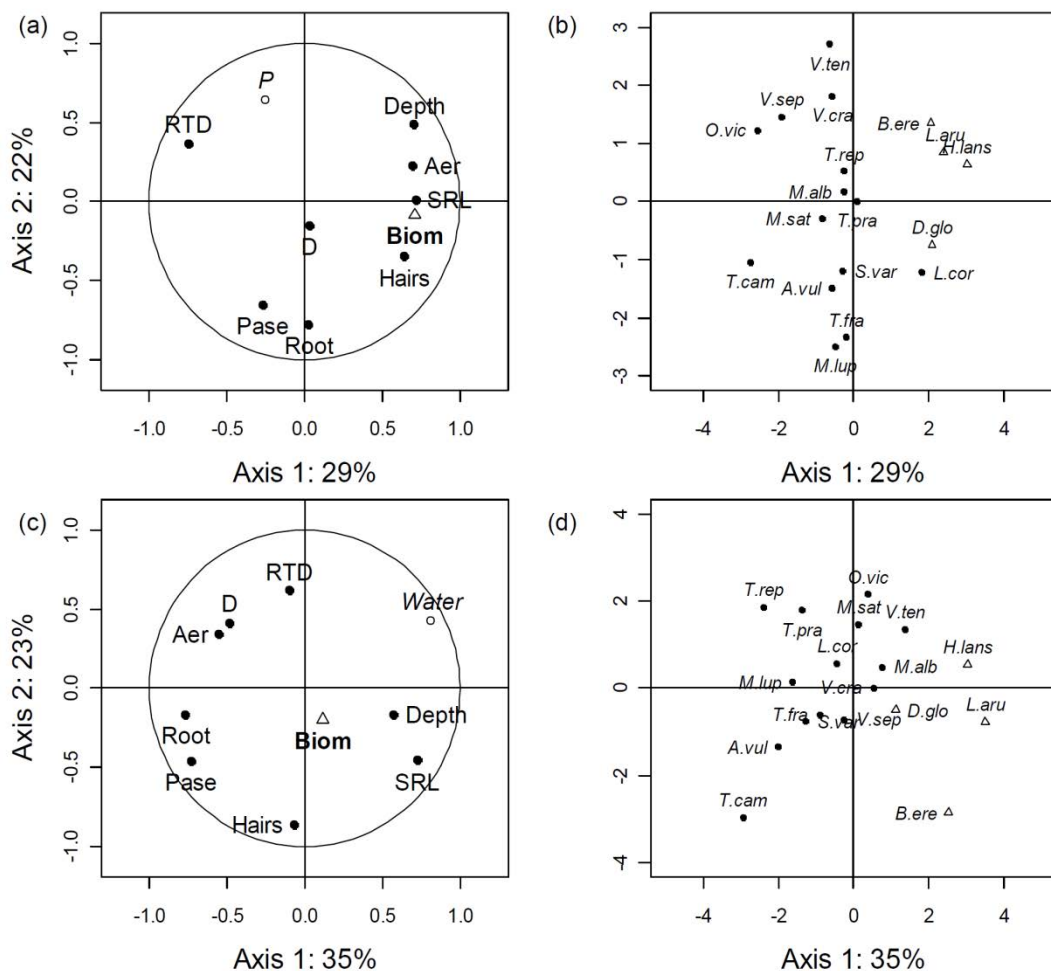 (a)
Axis 2: 22%
1.0
0.5
0.0
-0.5
-1.0
P
RTD
Depth
Aer
SRL
Biom
D
Hairs
Pase
Root
-1.0 -0.5 0.0 0.5 1.0
Axis 1: 29%
(b)
3
2
1
0
-1
-2
-3
V.ten
V.sep
V.cra
O.vic
B.ere
L.aru
H.lans
T.rep
M.alb
M.sat
T.pra
D.glo
T.cam
S.var
L.cor
A.vul
T.fra
M.lup
-4 -2 0 2 4
Axis 1: 29%
(c)
Axis 2: 23%
1.0
0.5
0.0
-0.5
-1.0
RTD
D
Water
Aer
Root
Biom
Depth
Pase
SRL
Hairs
-1.0 -0.5 0.0 0.5 1.0
Axis 1: 35%
(d)
4
2
0
-2
-4
O.vic
T.rep
M.sat
V.ten
T.pra
L.cor
H.lans
M.alb
M.lup
V.cra
T.fra
S.var
V.sep
D.glo
L.aru
A.vul
T.cam
B.ere
-4 -2 0 2 4
Axis 1: 35%